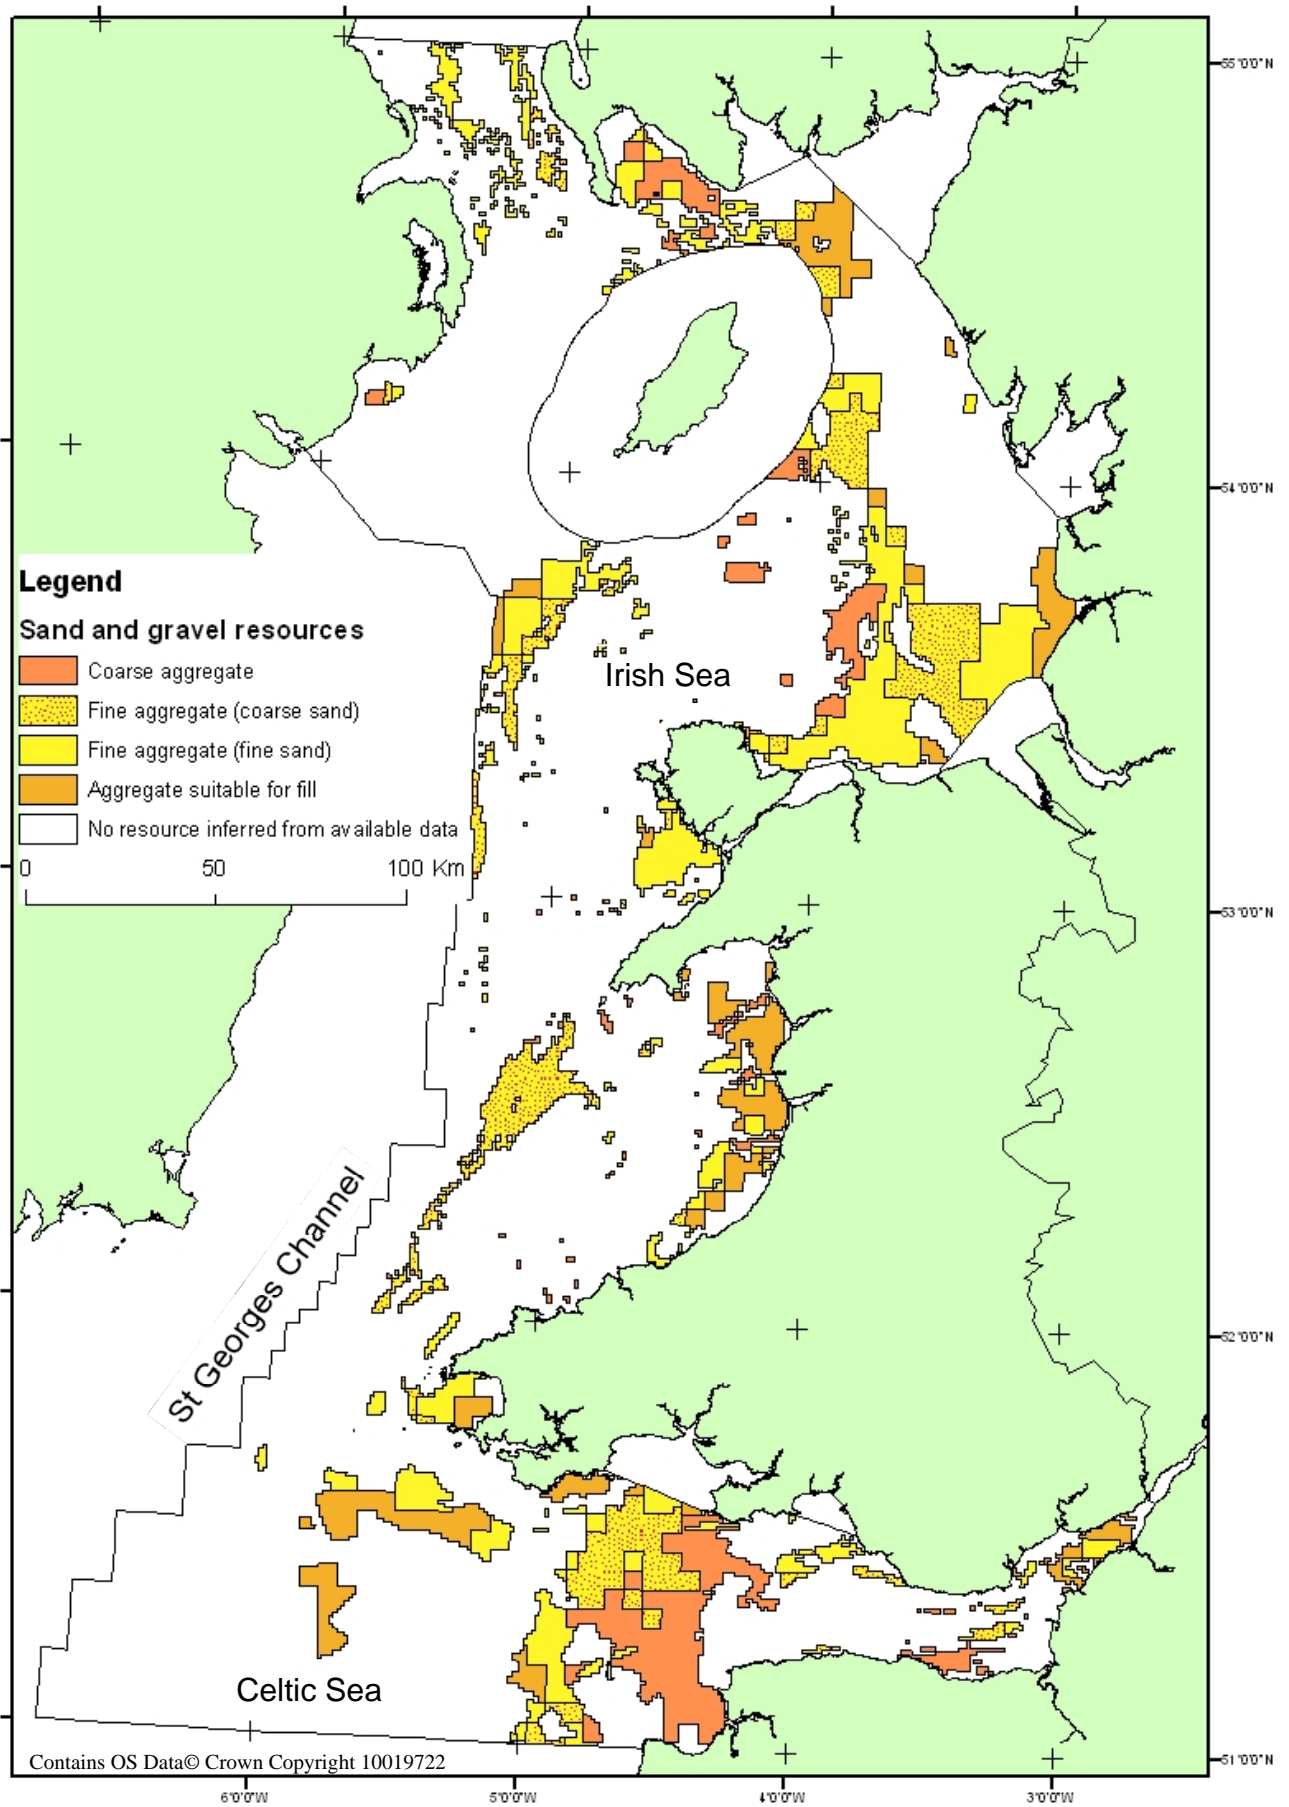 55°0'0"N
54°0'0"N
Legend
Sand and gravel resources
Irish Sea
Coarse aggregate
Fine aggregate (coarse sand)
Fine aggregate (fine sand)
Aggregate suitable for fill
No resource inferred from available data
0 50 100 Km
53°0'0"N
St Georges Channel
52°0'0"N
Celtic Sea
Contains OS Data© Crown Copyright 10019722
51°0'0"N
6°0'0"W 5°0'0"W 4°0'0"W 3°0'0"W